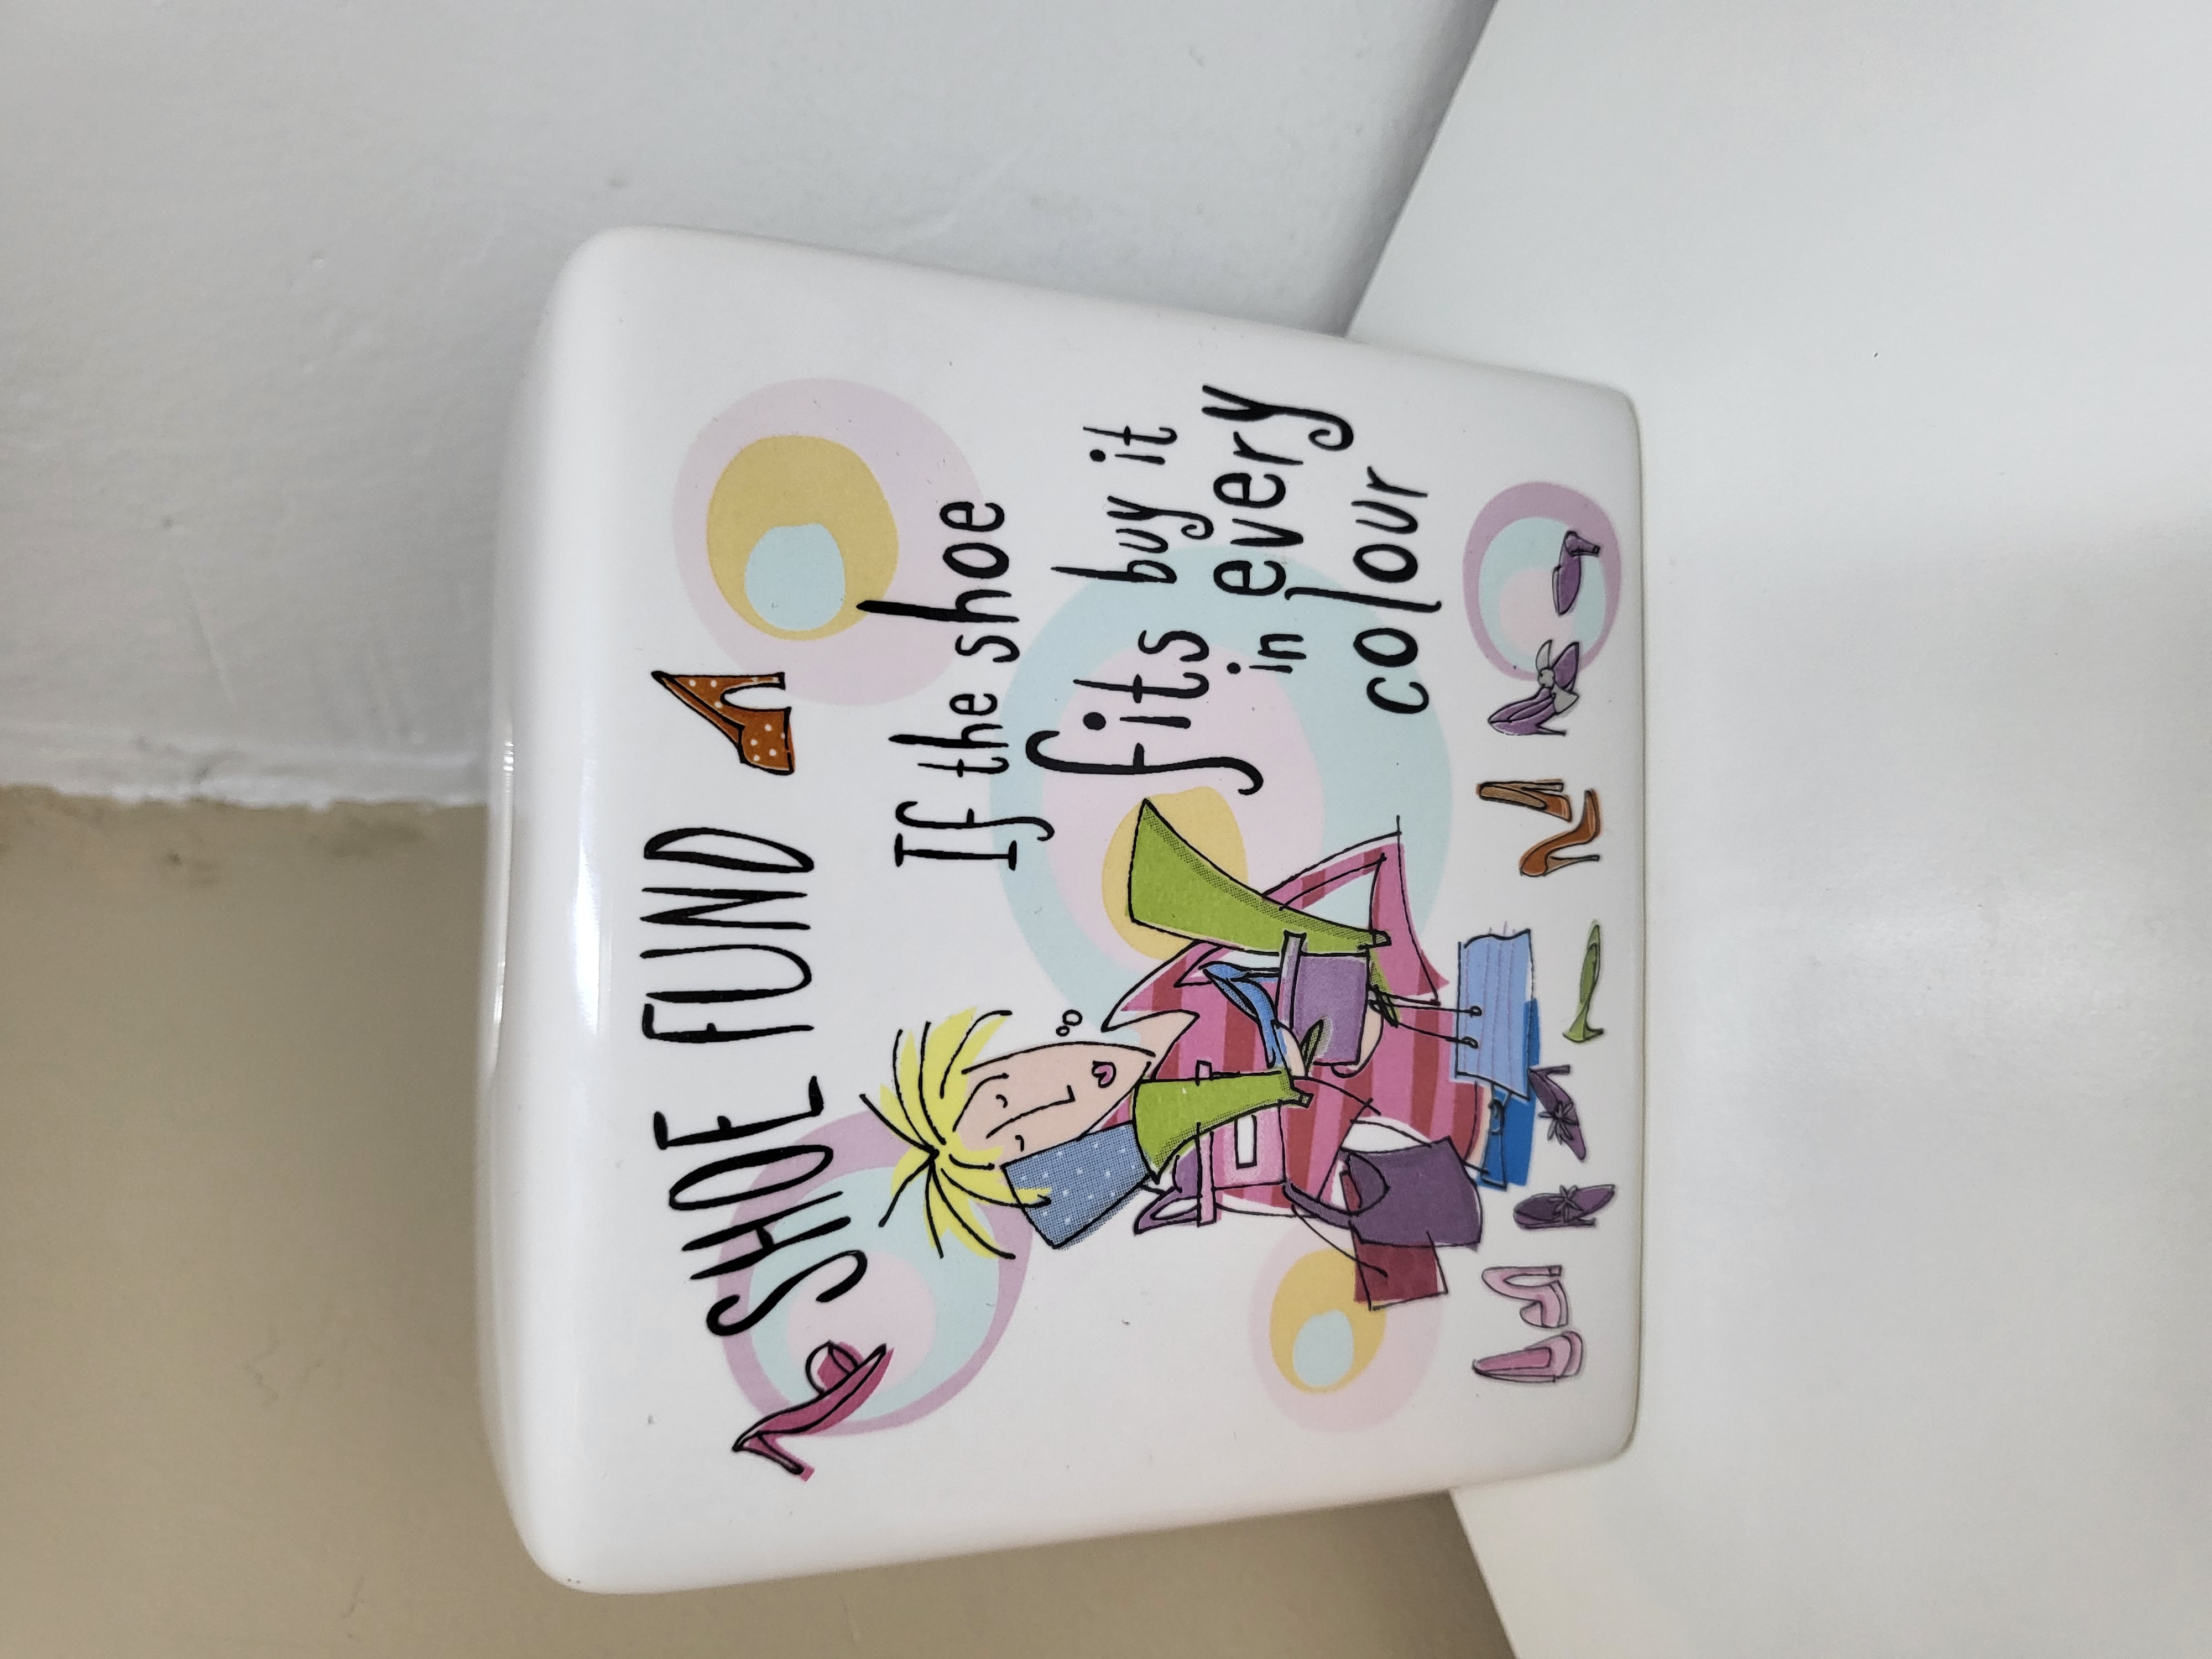 SHOE FUND
If the shoe
fits buy it
in every
colour